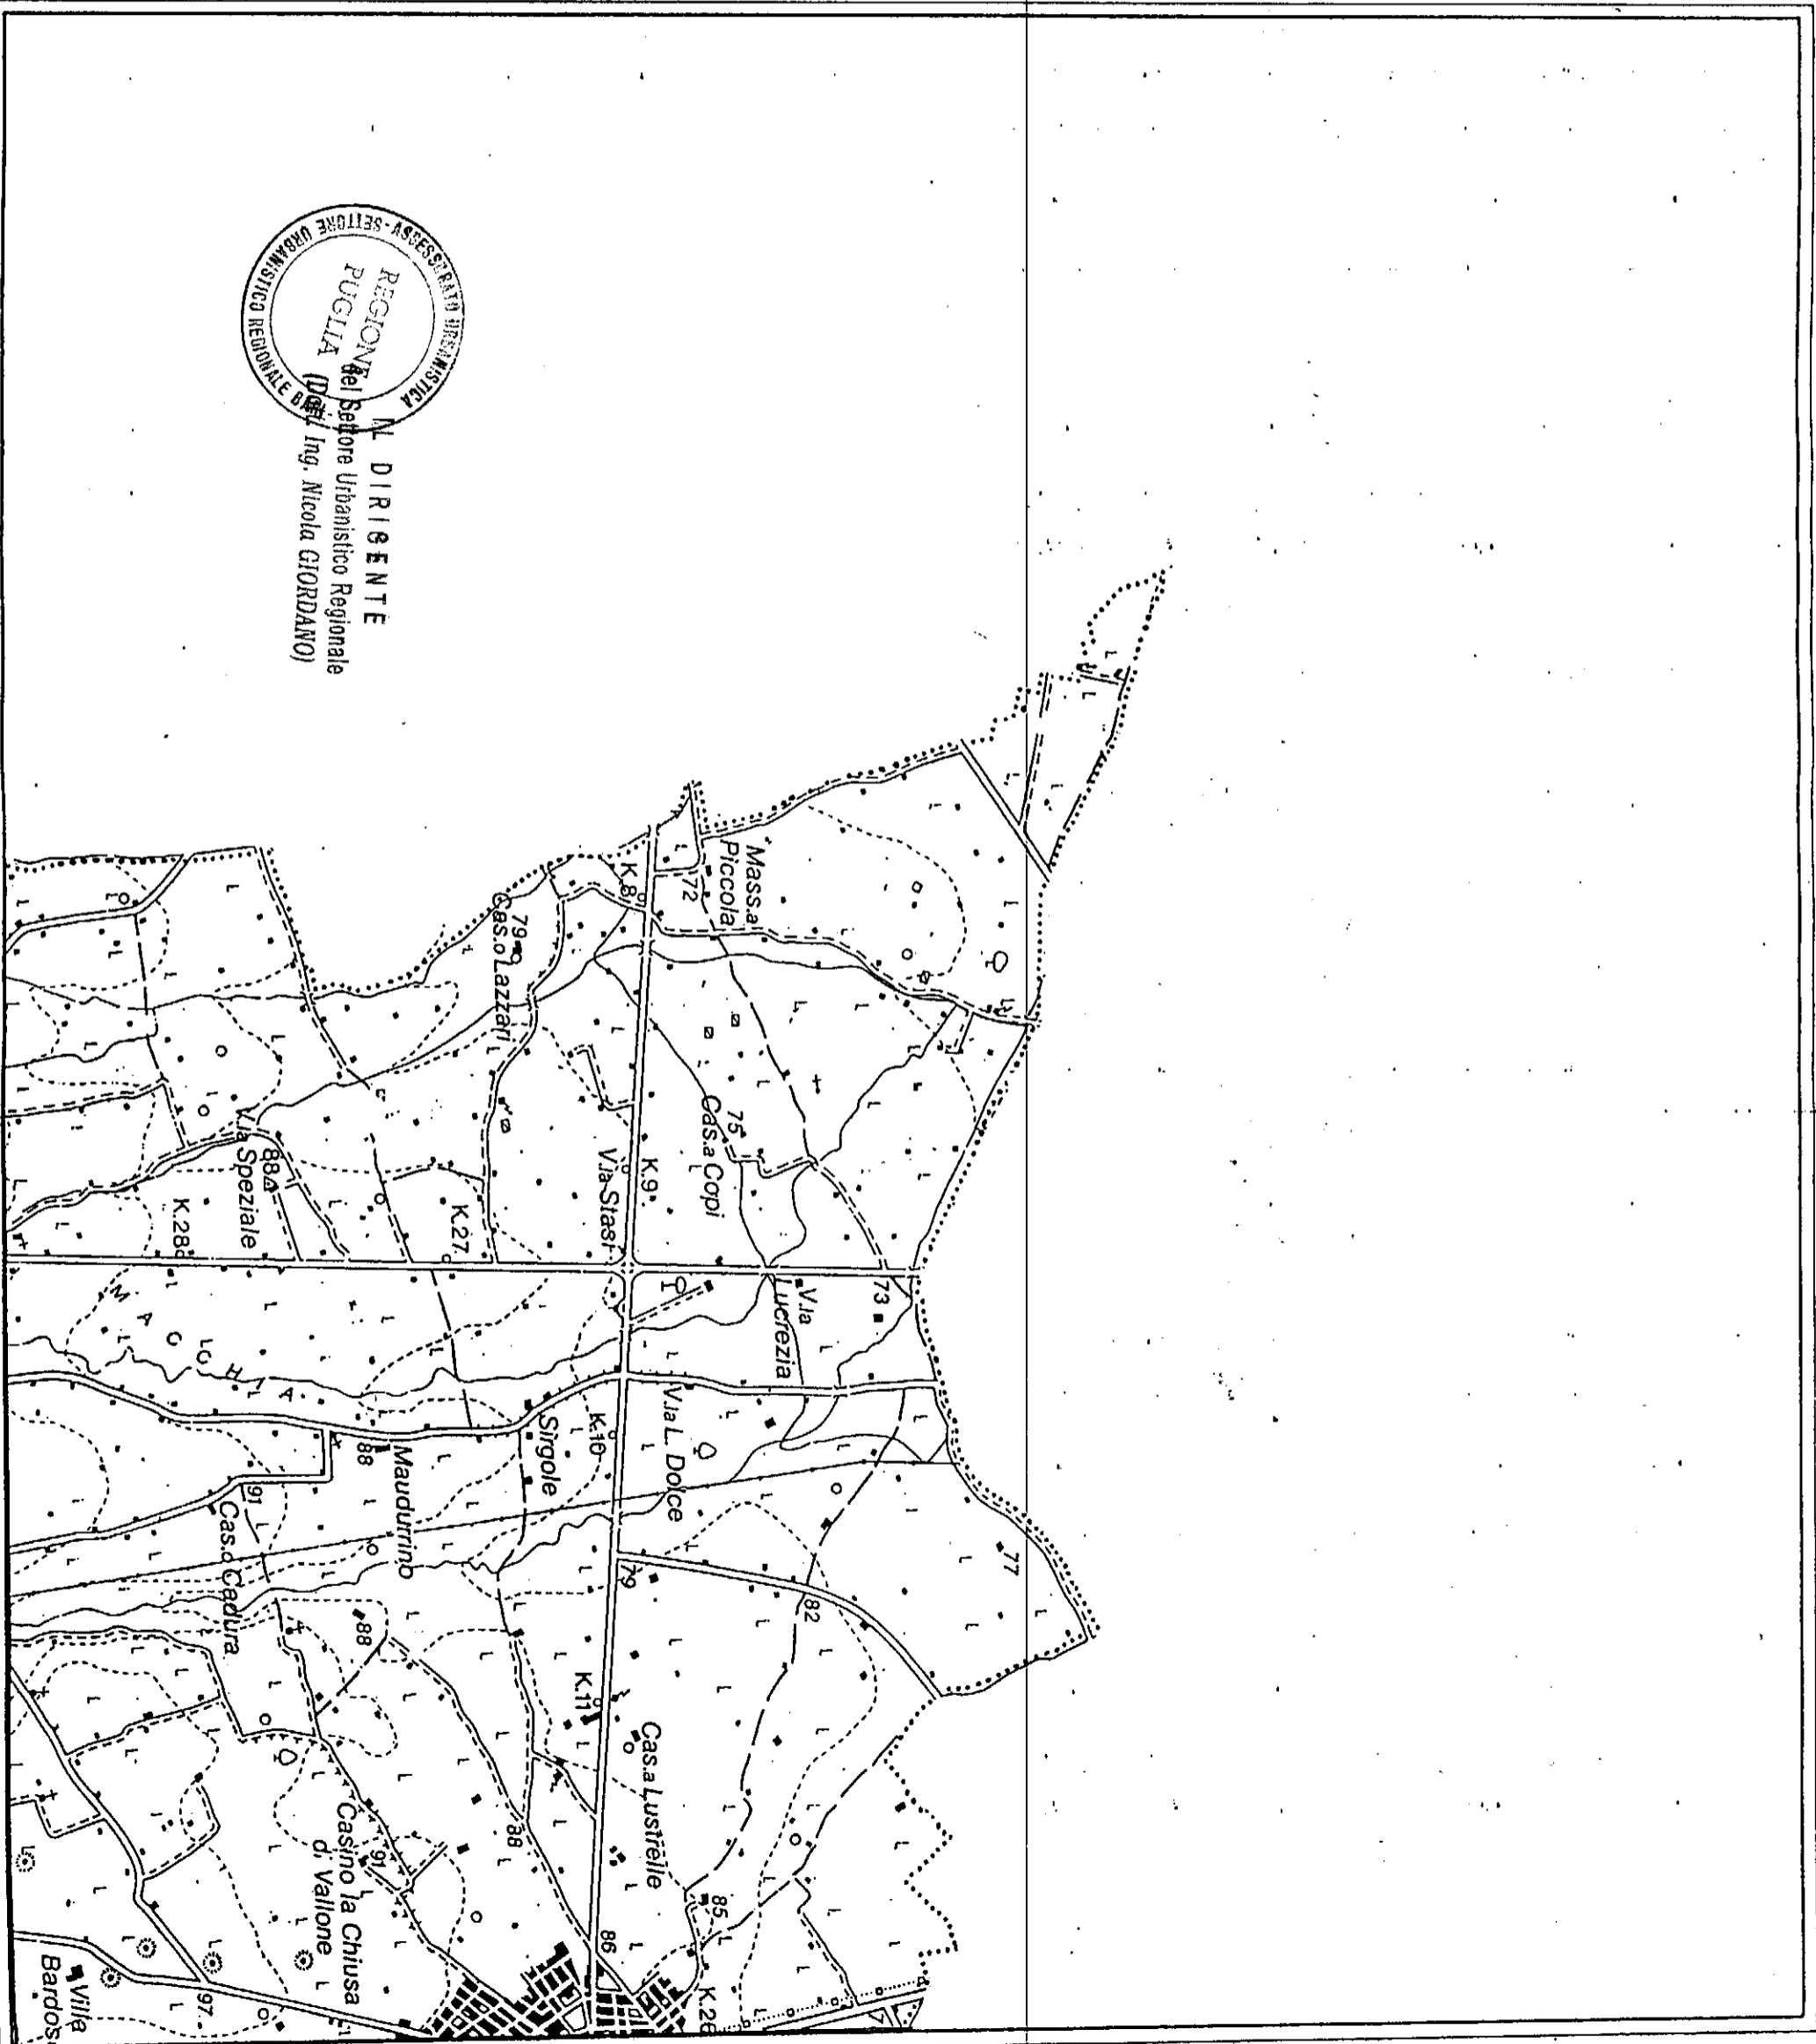 ASSESSORATO URBANISTICA
SETTORE URBANISTICO REGIONALE
REGIONE
PUGLIA
IL DIRIGENTE
del Settore Urbanistico Regionale
Ing. Nicola GIORDANO)
Mass.a
Piccola
72
K.8
79
Cas.o Lazzari
75
Cas.a Copi
K.9
V.la Stasi
88
V.la Speziale
K.27
K.28
73
V.la
Lucrezia
MACCHIA
V.la L. Dolce
K.10
Sirgole
Maudurrino
88
91
Cas.o Cadura
77
79
82
88
K.11
Cas.a Lustrelle
88
91
Casino la Chiusa
di Vallone
85
86
K.26
97
Villa
Bardos